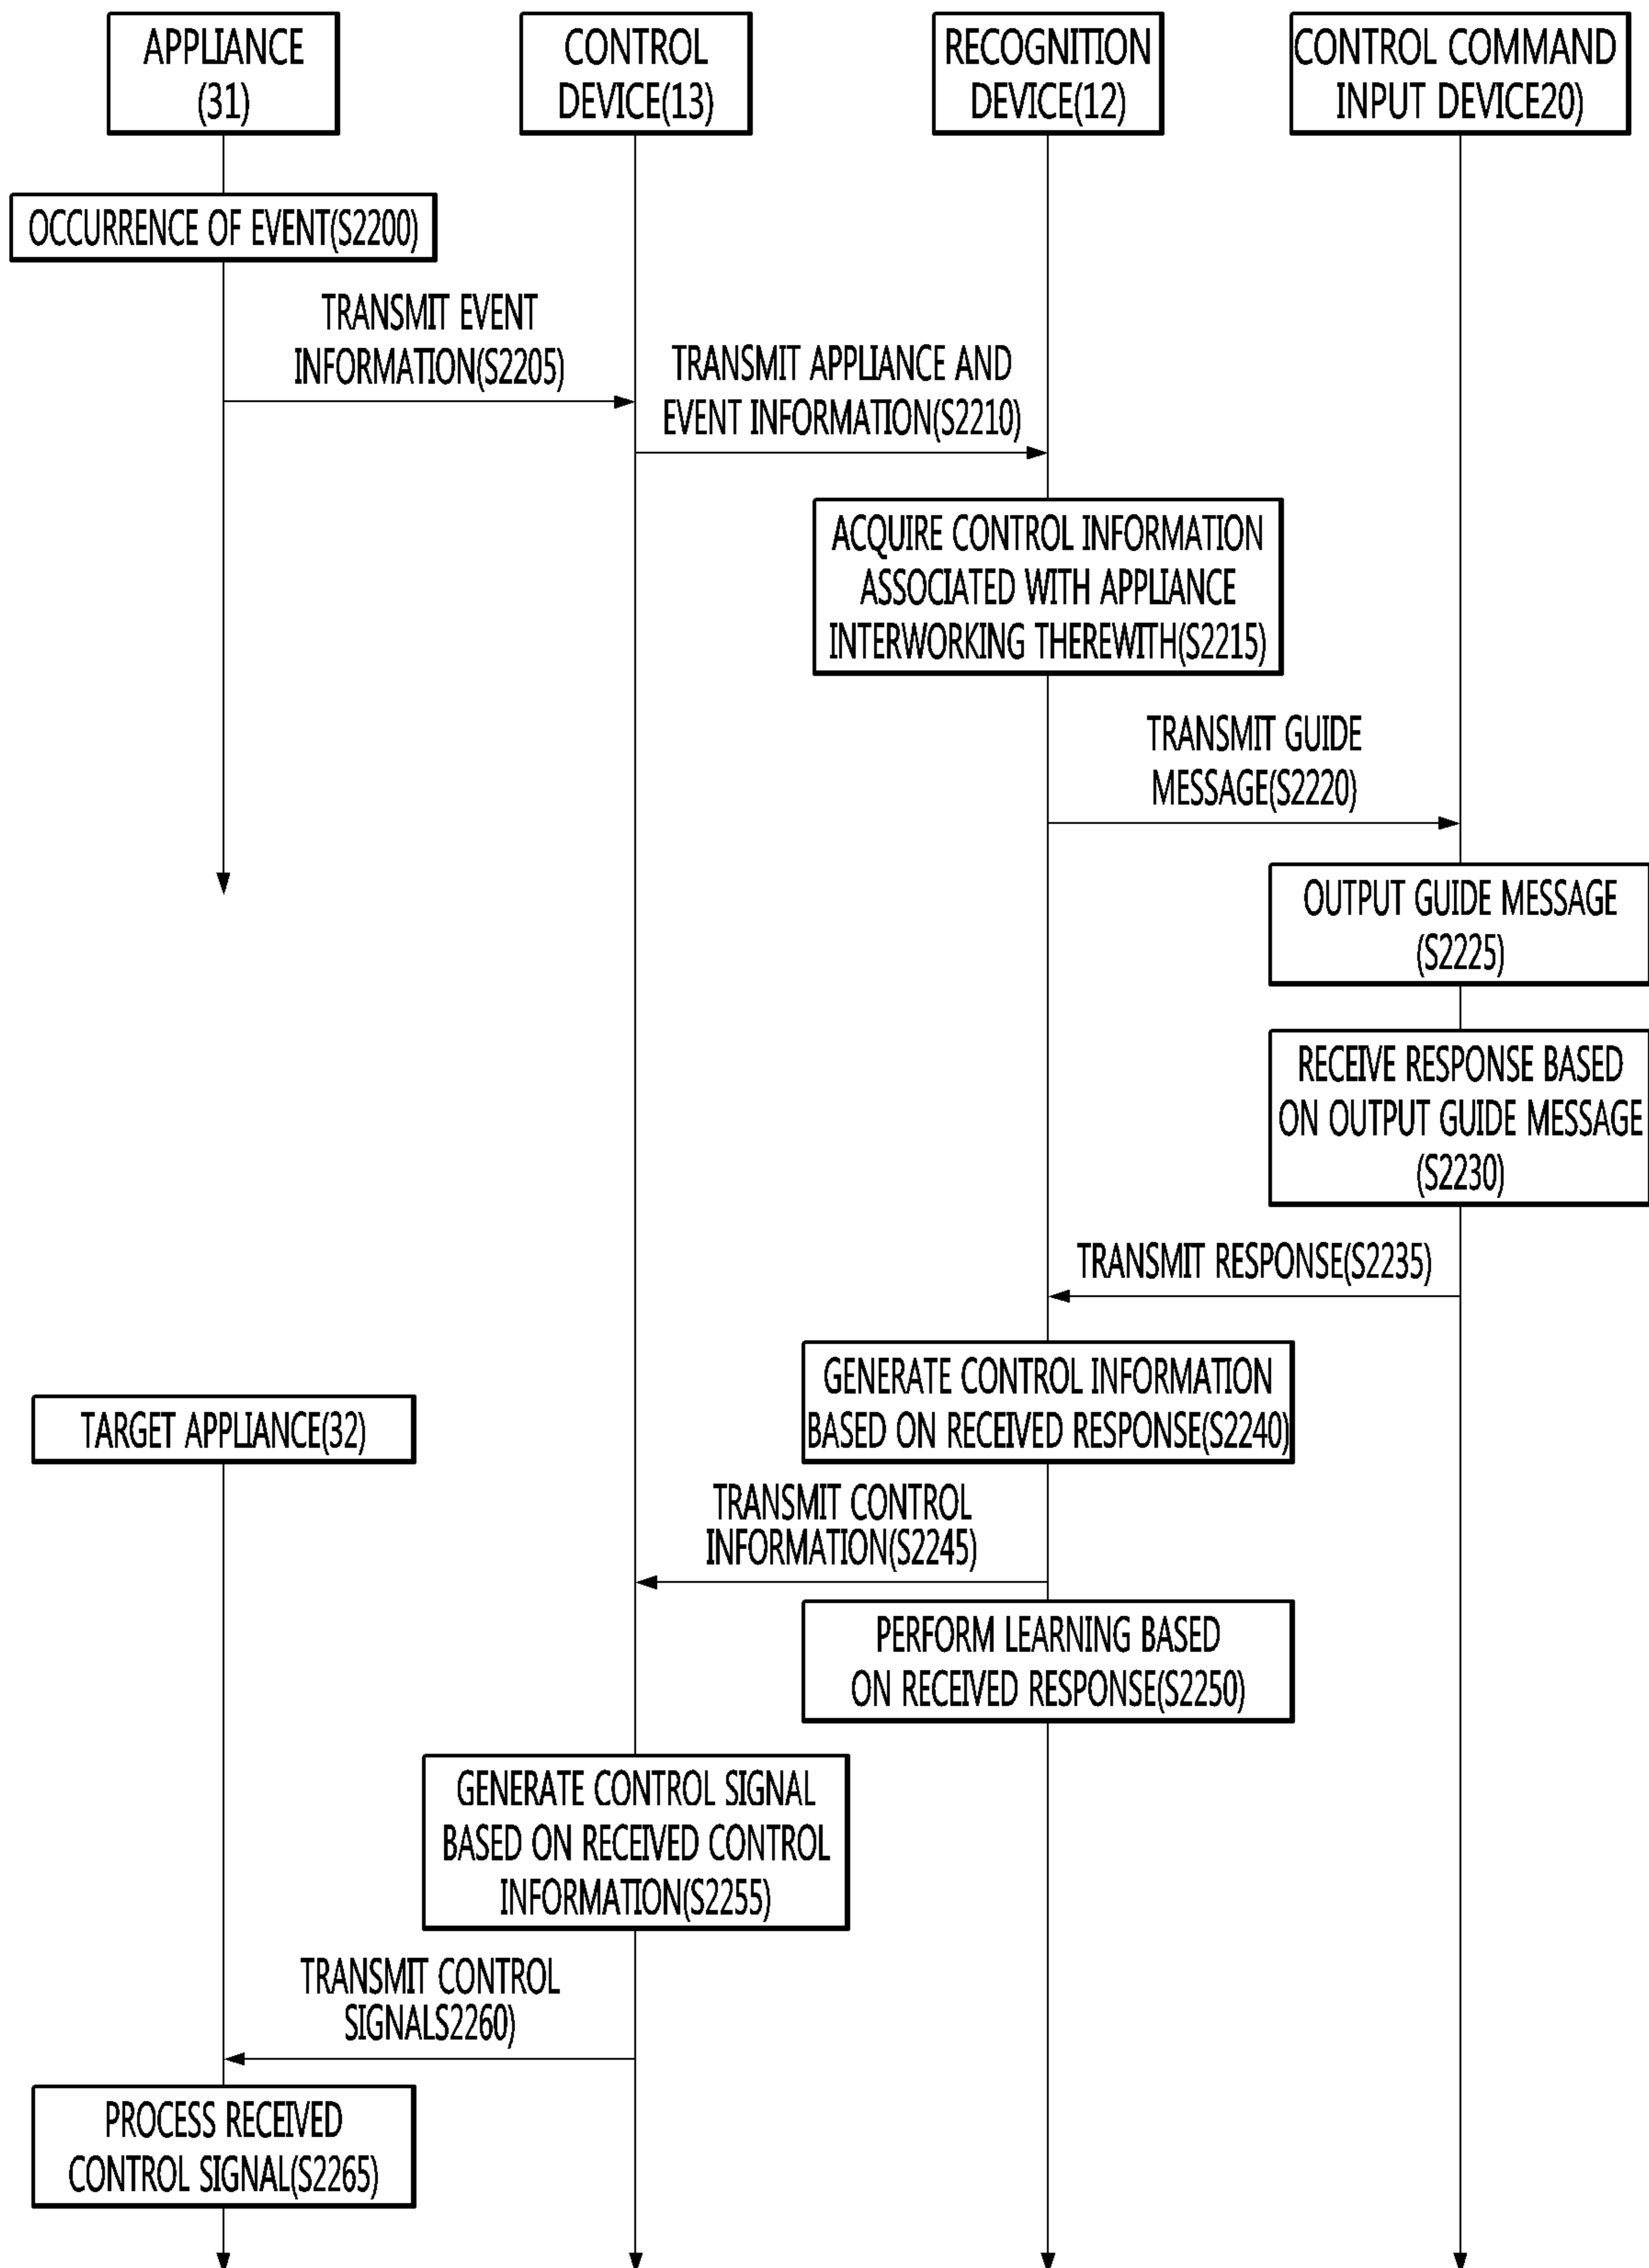 APPLIANCE
(31)
CONTROL
DEVICE(13)
RECOGNITION
DEVICE(12)
CONTROL COMMAND
INPUT DEVICE20)
OCCURRENCE OF EVENT(S2200)
TRANSMIT EVENT
INFORMATION(S2205)
TRANSMIT APPLIANCE AND
EVENT INFORMATION(S2210)
ACQUIRE CONTROL INFORMATION
ASSOCIATED WITH APPLIANCE
INTERWORKING THEREWITH(S2215)
TRANSMIT GUIDE
MESSAGE(S2220)
OUTPUT GUIDE MESSAGE
(S2225)
RECEIVE RESPONSE BASED
ON OUTPUT GUIDE MESSAGE
(S2230)
TRANSMIT RESPONSE(S2235)
GENERATE CONTROL INFORMATION
BASED ON RECEIVED RESPONSE(S2240)
TARGET APPLIANCE(32)
TRANSMIT CONTROL
INFORMATION(S2245)
PERFORM LEARNING BASED
ON RECEIVED RESPONSE(S2250)
GENERATE CONTROL SIGNAL
BASED ON RECEIVED CONTROL
INFORMATION(S2255)
TRANSMIT CONTROL
SIGNALS2260)
PROCESS RECEIVED
CONTROL SIGNAL(S2265)